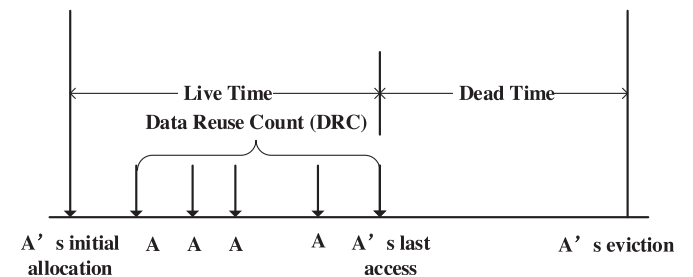 Live Time
Dead Time
Data Reuse Count (DRC)
A’ s initial
allocation
A
A
A
A
A’ s last
access
A’ s eviction